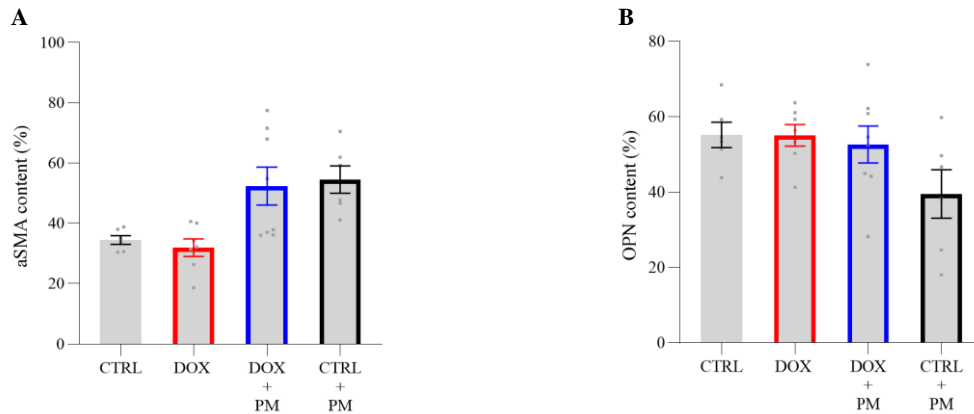 A
aSMA content (%)
100
80
60
40
20
0
CTRL DOX DOX + PM CTRL + PM
B
OPN content (%)
80
60
40
20
0
CTRL DOX DOX + PM CTRL + PM